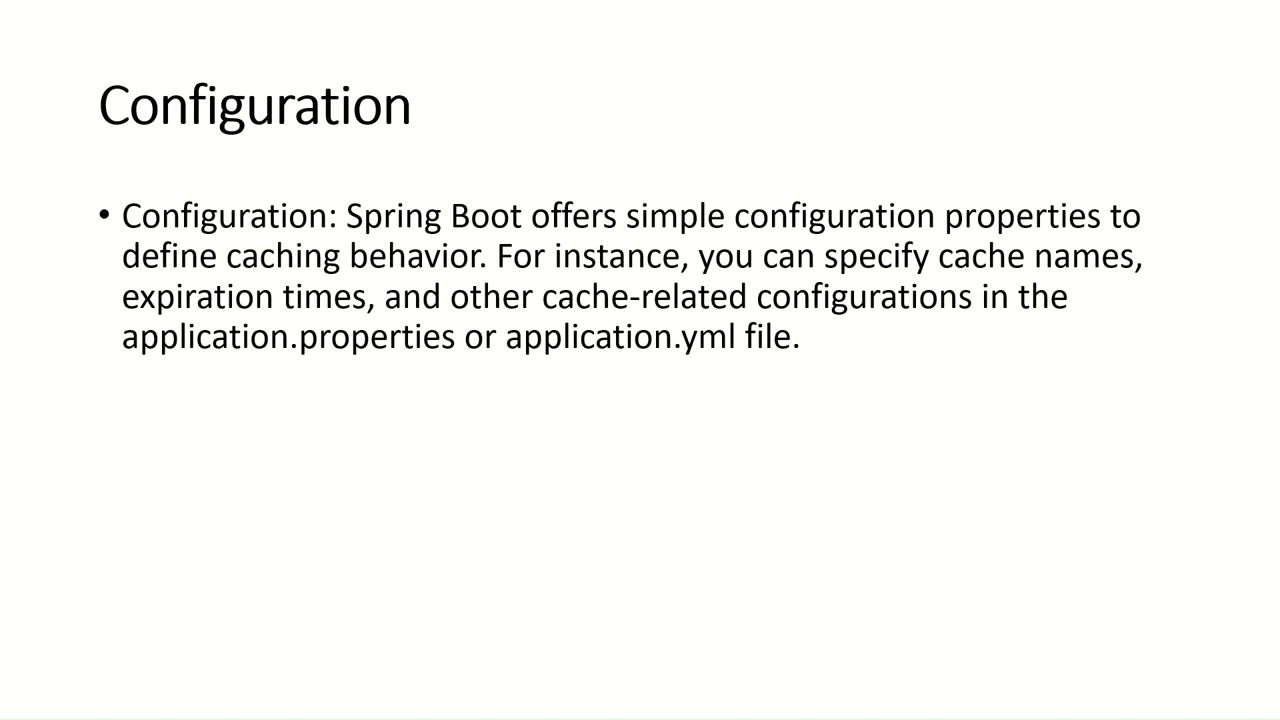 Configuration
• Configuration: Spring Boot offers simple configuration properties to
define caching behavior. For instance, you can specify cache names,
expiration times, and other cache-related configurations in the
application.properties or application.yml file.